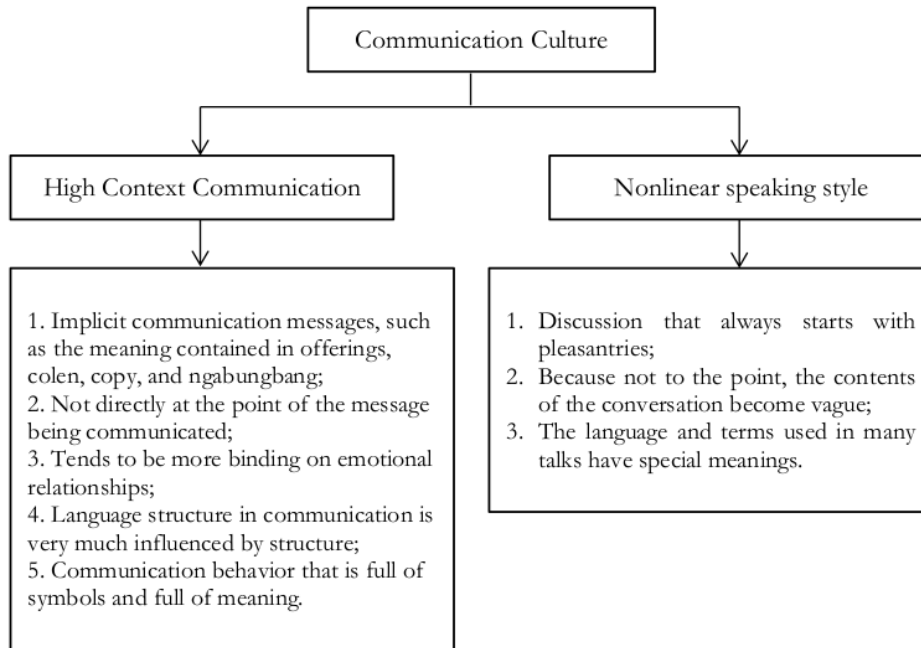 Communication Culture
High Context Communication
Nonlinear speaking style
1. Implicit communication messages, such
as the meaning contained in offerings,
colen, copy, and ngabungbang;
2. Not directly at the point of the message
being communicated;
3. Tends to be more binding on emotional
relationships;
4. Language structure in communication is
very much influenced by structure;
5. Communication behavior that is full of
symbols and full of meaning.
1. Discussion that always starts with
pleasantries;
2. Because not to the point, the contents
of the conversation become vague;
3. The language and terms used in many
talks have special meanings.